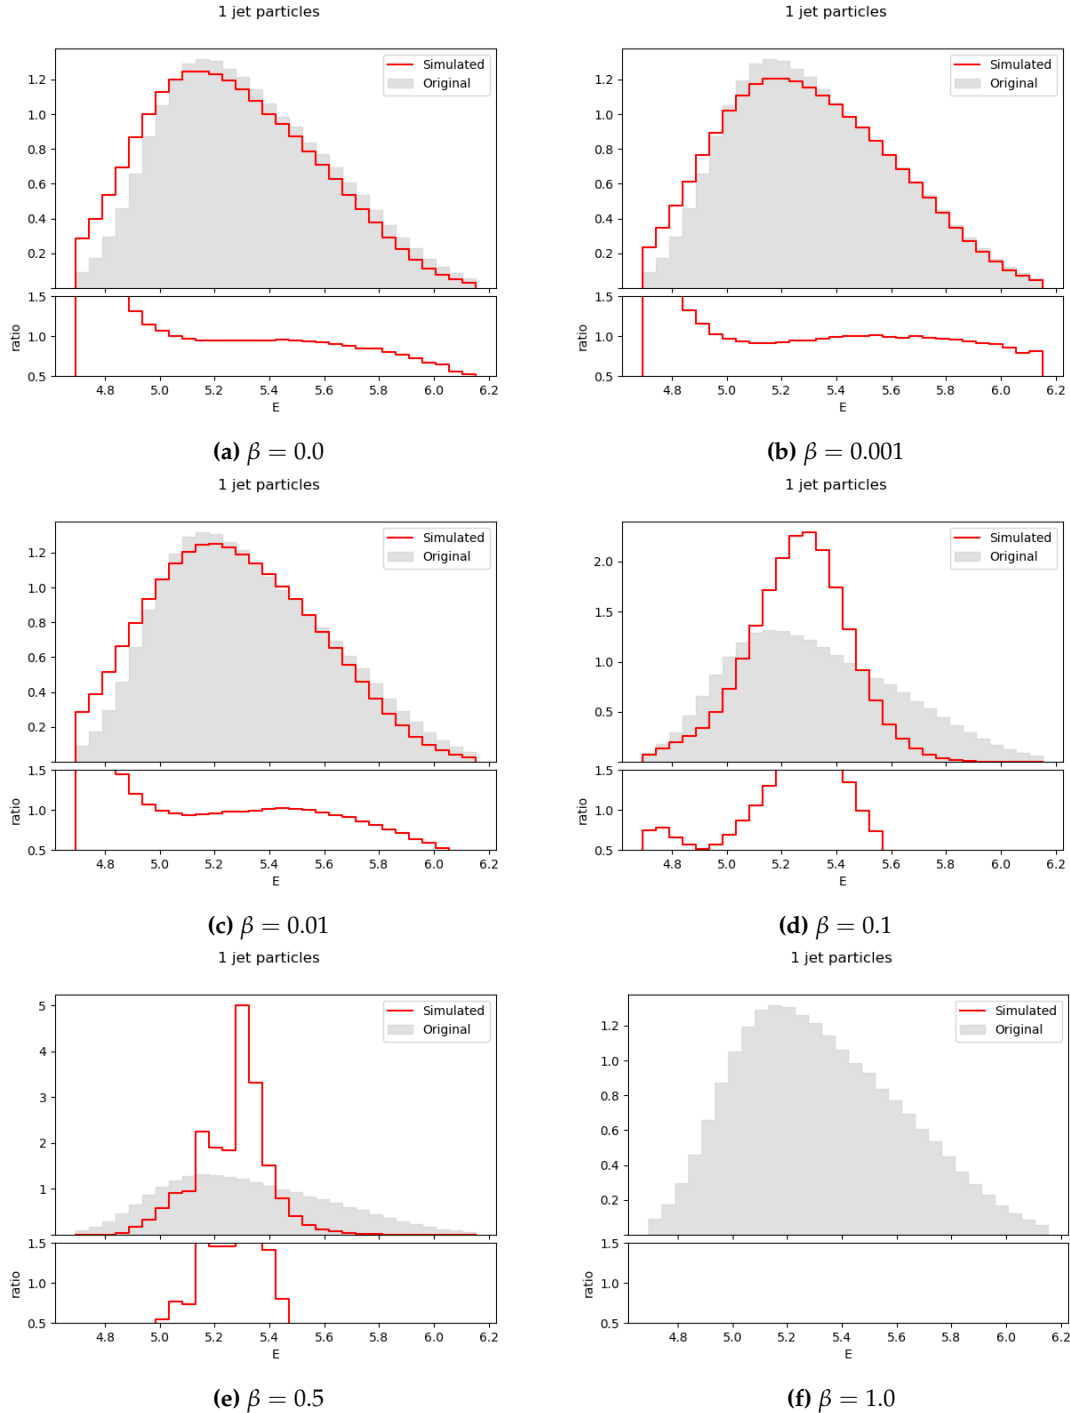 1 jet particles
Simulated
Original
1.2
1.0
0.8
0.6
0.4
0.2
1.5
1.0
0.5
ratio
4.8 5.0 5.2 5.4 5.6 5.8 6.0 6.2
E
(a) β = 0.0
1 jet particles
Simulated
Original
1.2
1.0
0.8
0.6
0.4
0.2
1.5
1.0
0.5
ratio
4.8 5.0 5.2 5.4 5.6 5.8 6.0 6.2
E
(b) β = 0.001
1 jet particles
Simulated
Original
1.2
1.0
0.8
0.6
0.4
0.2
1.5
1.0
0.5
ratio
4.8 5.0 5.2 5.4 5.6 5.8 6.0 6.2
E
(c) β = 0.01
1 jet particles
Simulated
Original
2.0
1.5
1.0
0.5
1.5
1.0
0.5
ratio
4.8 5.0 5.2 5.4 5.6 5.8 6.0 6.2
E
(d) β = 0.1
1 jet particles
Simulated
Original
5
4
3
2
1
1.5
1.0
0.5
ratio
4.8 5.0 5.2 5.4 5.6 5.8 6.0 6.2
E
(e) β = 0.5
1 jet particles
Simulated
Original
1.2
1.0
0.8
0.6
0.4
0.2
1.5
1.0
0.5
ratio
4.8 5.0 5.2 5.4 5.6 5.8 6.0 6.2
E
(f) β = 1.0